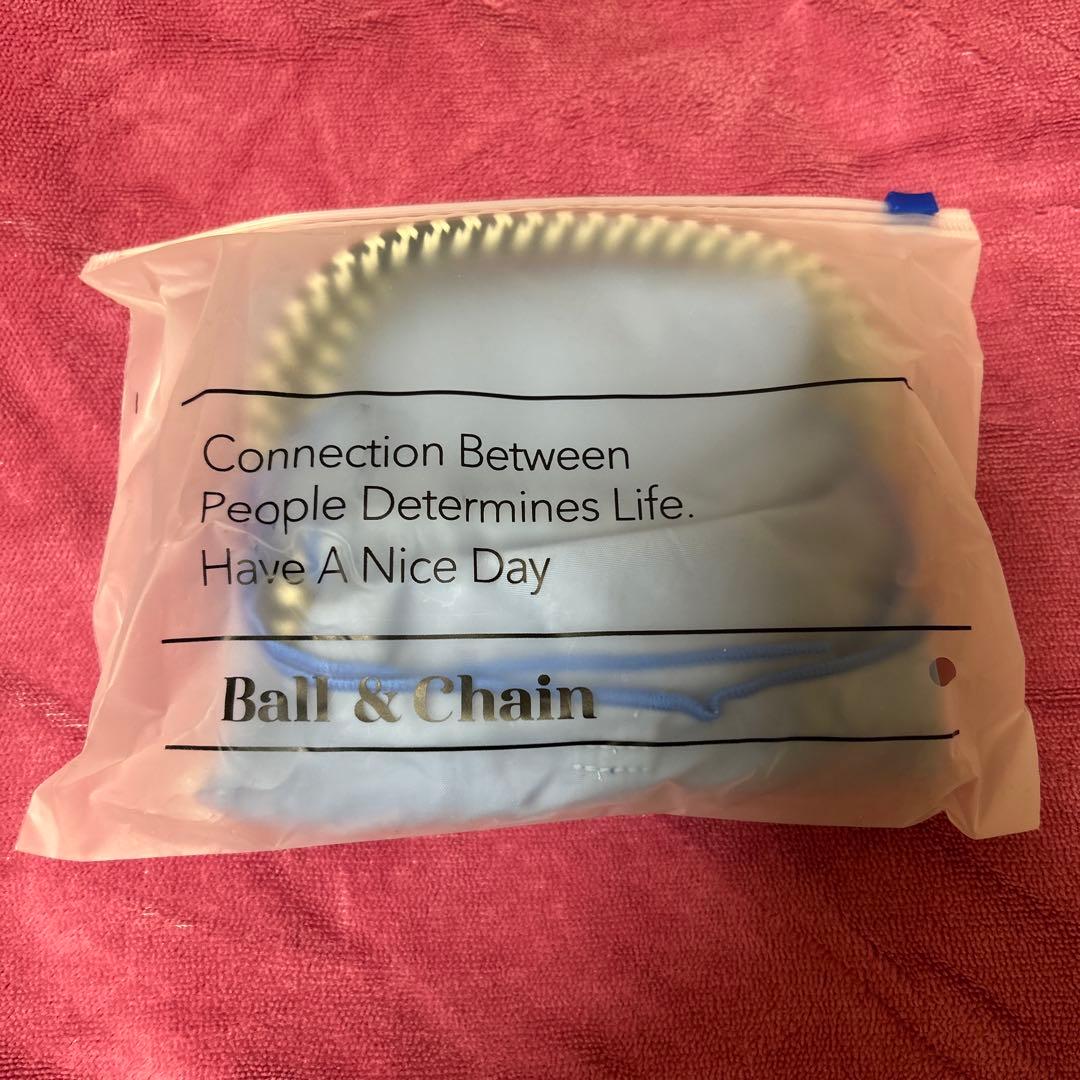 Connection Between
People Determines Life.
Have A Nice Day
Ball & Chain